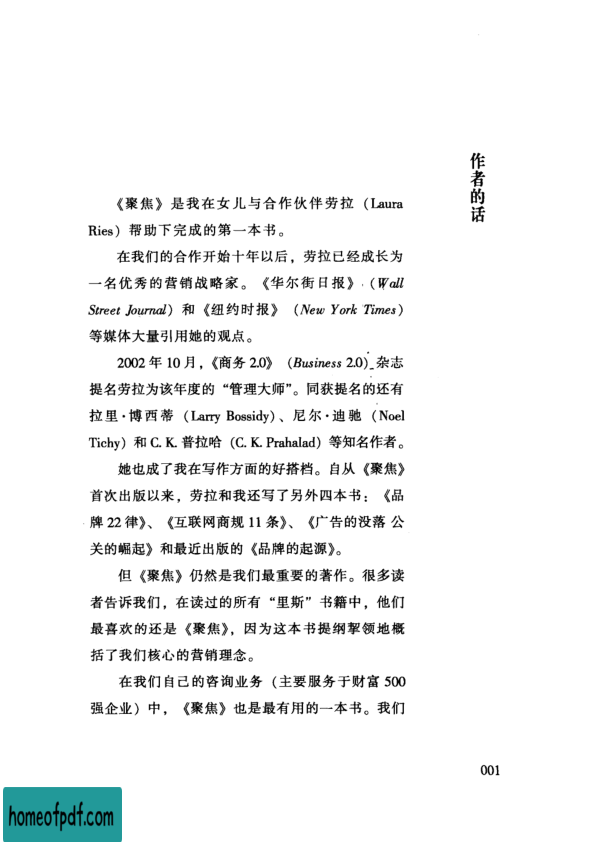 作者的话
《聚焦》是我在女儿与合作伙伴劳拉（Laura
Ries）帮助下完成的第一本书。
在我们的合作开始十年以后，劳拉已经成长为
一名优秀的营销战略家。《华尔街日报》（Wall
Street Journal）和《纽约时报》（New York Times）
等媒体大量引用她的观点。
2002 年 10 月，《商务2.0》（Business 2.0）杂志
提名劳拉为该年度的“管理大师”。同获提名的还有
拉里·博西蒂（Larry Bossidy）、尼尔·迪驰（Noel
Tichy）和 C. K. 普拉哈（C. K. Prahalad）等知名作者。
她也成了我在写作方面的好搭档。自从《聚焦》
首次出版以来，劳拉和我还写了另外四本书：《品
牌 22 律》、《互联网商规 11 条》、《广告的没落 公
关的崛起》和最近出版的《品牌的起源》。
但《聚焦》仍然是我们最重要的著作。很多读
者告诉我们，在读过的所有“里斯”书籍中，他们
最喜欢的还是《聚焦》，因为这本书提纲挈领地概
括了我们核心的营销理念。
在我们自己的咨询业务（主要服务于财富 500
强企业）中，《聚焦》也是最有用的一本书。我们
001
homeofpdf.com